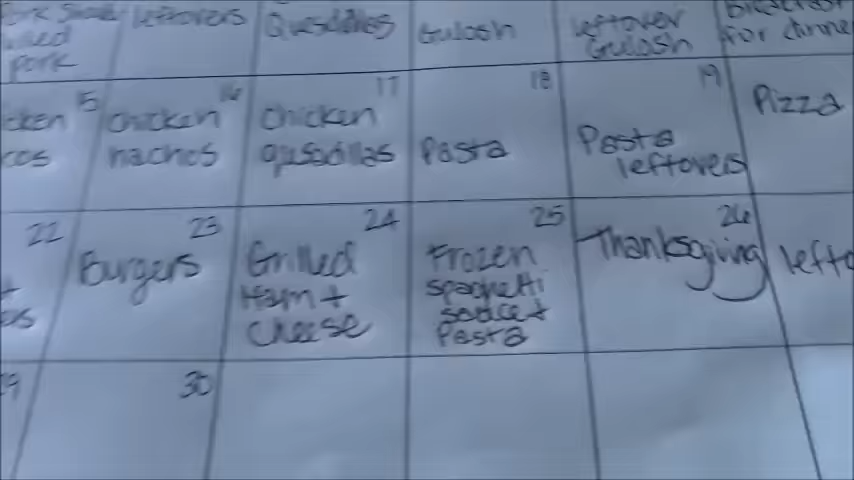 leftovers
Quesadillas
Gulosh
leftover
Gulosh
for dinner
pork
15
chicken
nachos
16
chicken
quesadillas
17
Pasta
18
Pasta
leftovers
19
Pizza
22
Burgers
23
Grilled
Ham +
Cheese
24
Frozen
spaghetti
sauce +
Pasta
25
Thanksgiving
26
30